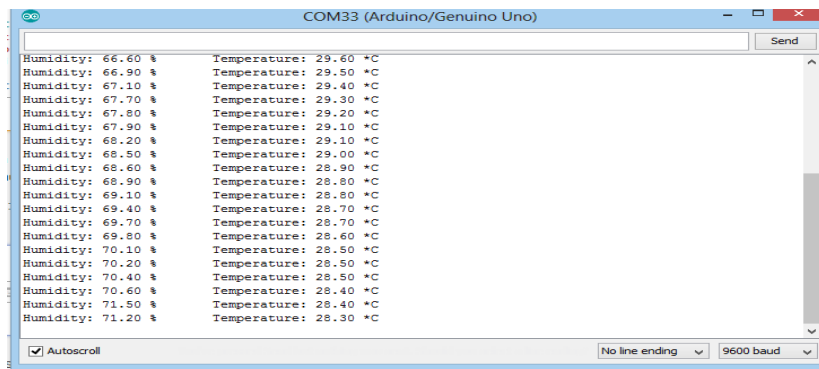 COM33 (Arduino/Genuino Uno)
Send
Humidity: 66.60 % Temperature: 29.60 *C
Humidity: 66.90 % Temperature: 29.50 *C
Humidity: 67.10 % Temperature: 29.40 *C
Humidity: 67.70 % Temperature: 29.30 *C
Humidity: 67.80 % Temperature: 29.20 *C
Humidity: 67.90 % Temperature: 29.10 *C
Humidity: 68.20 % Temperature: 29.10 *C
Humidity: 68.50 % Temperature: 29.00 *C
Humidity: 68.60 % Temperature: 28.90 *C
Humidity: 68.90 % Temperature: 28.80 *C
Humidity: 69.10 % Temperature: 28.80 *C
Humidity: 69.40 % Temperature: 28.70 *C
Humidity: 69.70 % Temperature: 28.70 *C
Humidity: 69.80 % Temperature: 28.60 *C
Humidity: 70.10 % Temperature: 28.50 *C
Humidity: 70.20 % Temperature: 28.50 *C
Humidity: 70.40 % Temperature: 28.50 *C
Humidity: 70.60 % Temperature: 28.40 *C
Humidity: 71.50 % Temperature: 28.40 *C
Humidity: 71.20 % Temperature: 28.30 *C
Autoscroll No line ending 9600 baud